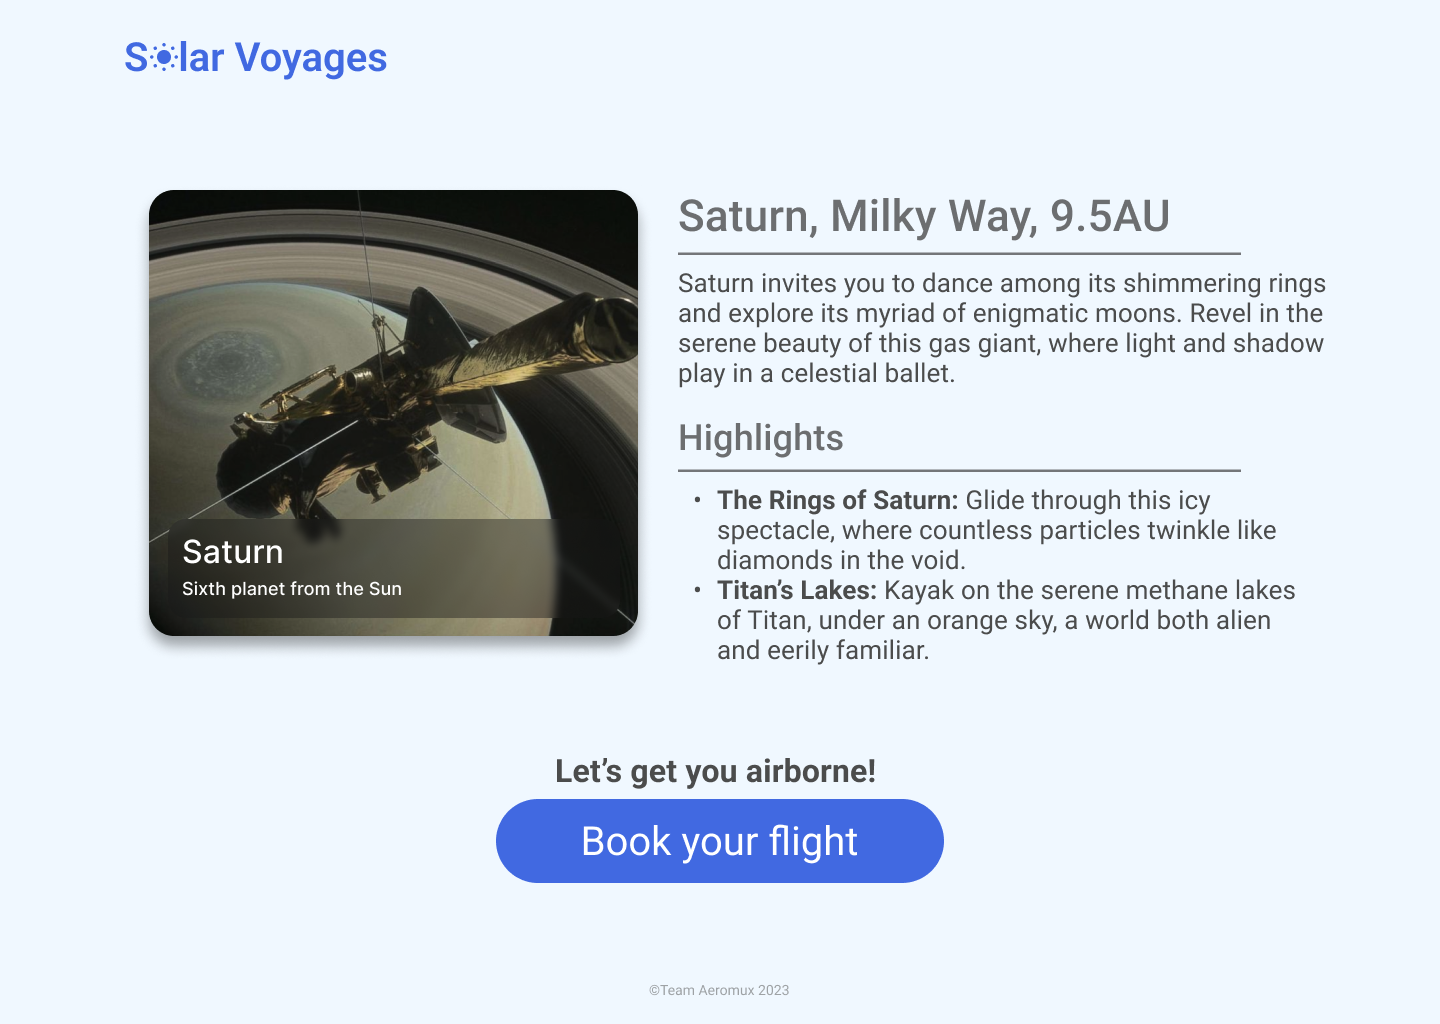 Solar Voyages
Saturn, Milky Way, 9.5AU
Saturn invites you to dance among its shimmering rings
and explore its myriad of enigmatic moons. Revel in the
serene beauty of this gas giant, where light and shadow
play in a celestial ballet.
Highlights
• The Rings of Saturn: Glide through this icy
spectacle, where countless particles twinkle like
diamonds in the void.
• Titan’s Lakes: Kayak on the serene methane lakes
of Titan, under an orange sky, a world both alien
and eerily familiar.
Saturn
Sixth planet from the Sun
Let’s get you airborne!
Book your flight
©Team Aeromux 2023